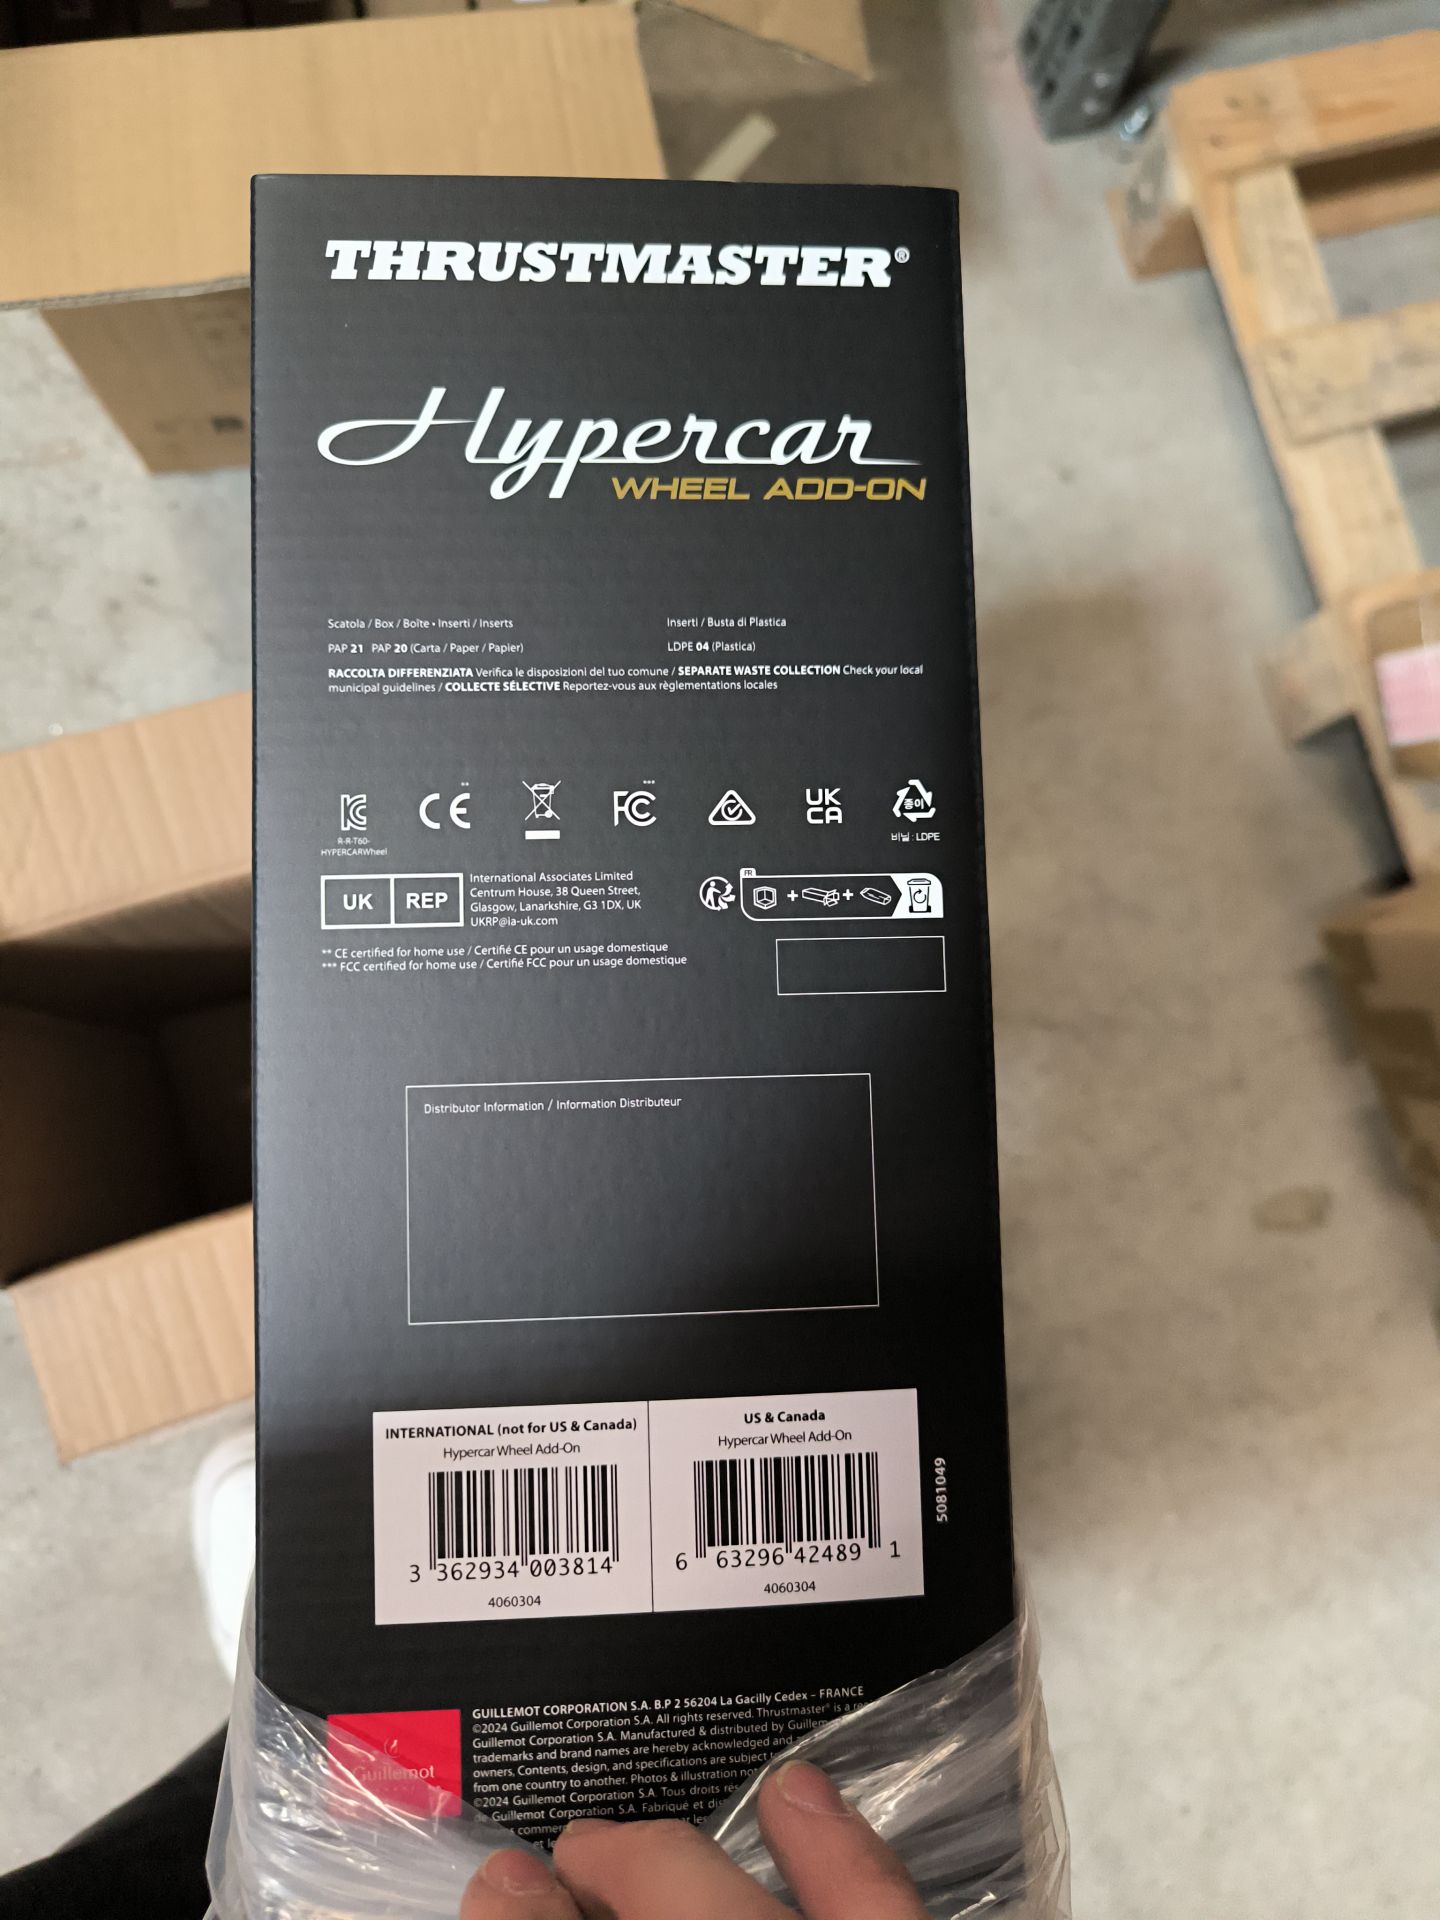 THRUSTMASTER®
Hypercar
WHEEL ADD-ON
Scatola / Box / Boîte • Inserti / Inserts
PAP 21 PAP 20 (Carta / Paper / Papier)
Inserti / Busta di Plastica
LDPE 04 (Plastica)
RACCOLTA DIFFERENZIATA Verifica le disposizioni del tuo comune / SEPARATE WASTE COLLECTION Check your local
municipal guidelines / COLLECTE SÉLECTIVE Reportez-vous aux règlementations locales
R-R-T60-
HYPERCARWheel
CE
**
FC
***
UK
CA
종이
비닐 : LDPE
UK REP
International Associates Limited
Centrum House, 38 Queen Street,
Glasgow, Lanarkshire, G3 1DX, UK
UKRP@ia-uk.com
FR
** CE certified for home use / Certifié CE pour un usage domestique
*** FCC certified for home use / Certifié FCC pour un usage domestique
Distributor Information / Information Distributeur
INTERNATIONAL (not for US & Canada)
Hypercar Wheel Add-On
3 362934 003814
4060304
US & Canada
Hypercar Wheel Add-On
6 63296 42489 1
4060304
5081049
Guillemot
GUILLEMOT CORPORATION S.A. B.P 2 56204 La Gacilly Cedex – FRANCE
©2024 Guillemot Corporation S.A. All rights reserved. Thrustmaster® is a
Guillemot Corporation S.A. Manufactured & distributed by
trademarks and brand names are hereby acknowledged and
owners. Contents, design, and specifications are subject
from one country to another. Photos & illustration
©2024 Guillemot Corporation S.A. Tous droits
de Guillemot Corporation S.A. Fabriqué et